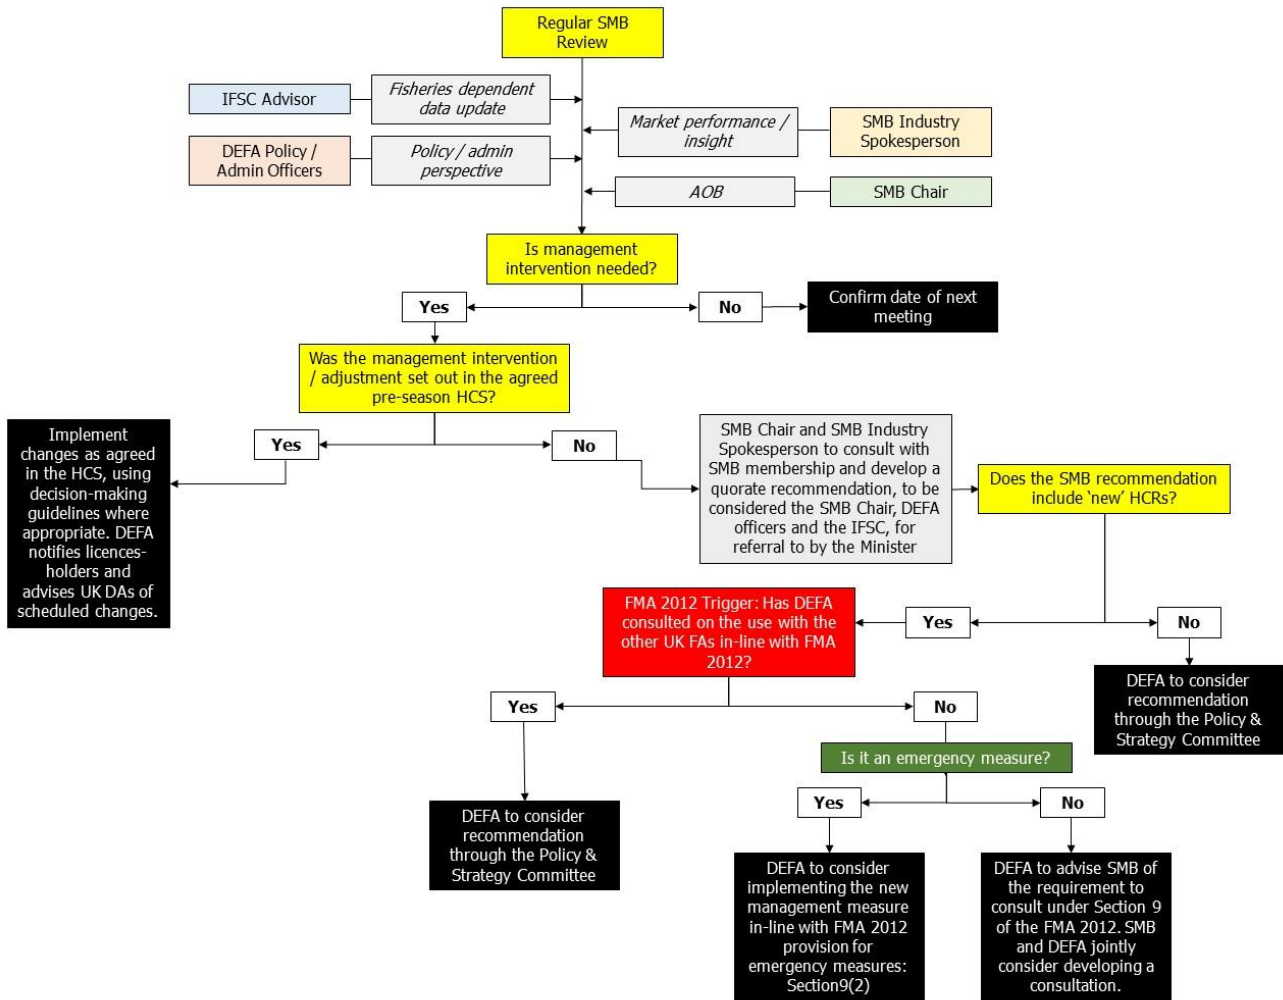 Regular SMB
Review
IFSC Advisor
Fisheries dependent
data update
Market performance /
insight
SMB Industry
Spokesperson
DEFA Policy /
Admin Officers
Policy / admin
perspective
AOB
SMB Chair
Is management
intervention needed?
Yes
No
Confirm date of next
meeting
Was the management intervention
/ adjustment set out in the agreed
pre-season HCS?
Yes
No
Implement
changes as agreed
in the HCS, using
decision-making
guidelines where
appropriate. DEFA
notifies licences-
holders and
advises UK DAs of
scheduled changes.
SMB Chair and SMB Industry
Spokesperson to consult with
SMB membership and develop a
quorate recommendation, to be
considered the SMB Chair, DEFA
officers and the IFSC, for
referral to by the Minister
Does the SMB recommendation
include ‘new’ HCRs?
FMA 2012 Trigger: Has DEFA
consulted on the use with the
other UK FAs in-line with FMA
2012?
Yes
No
DEFA to consider
recommendation
through the Policy &
Strategy Committee
Yes
No
Is it an emergency measure?
Yes
No
DEFA to consider
recommendation
through the Policy &
Strategy Committee
DEFA to consider
implementing the new
management measure
in-line with FMA 2012
provision for
emergency measures:
Section9(2)
DEFA to advise SMB of
the requirement to
consult under Section 9
of the FMA 2012. SMB
and DEFA jointly
consider developing a
consultation.